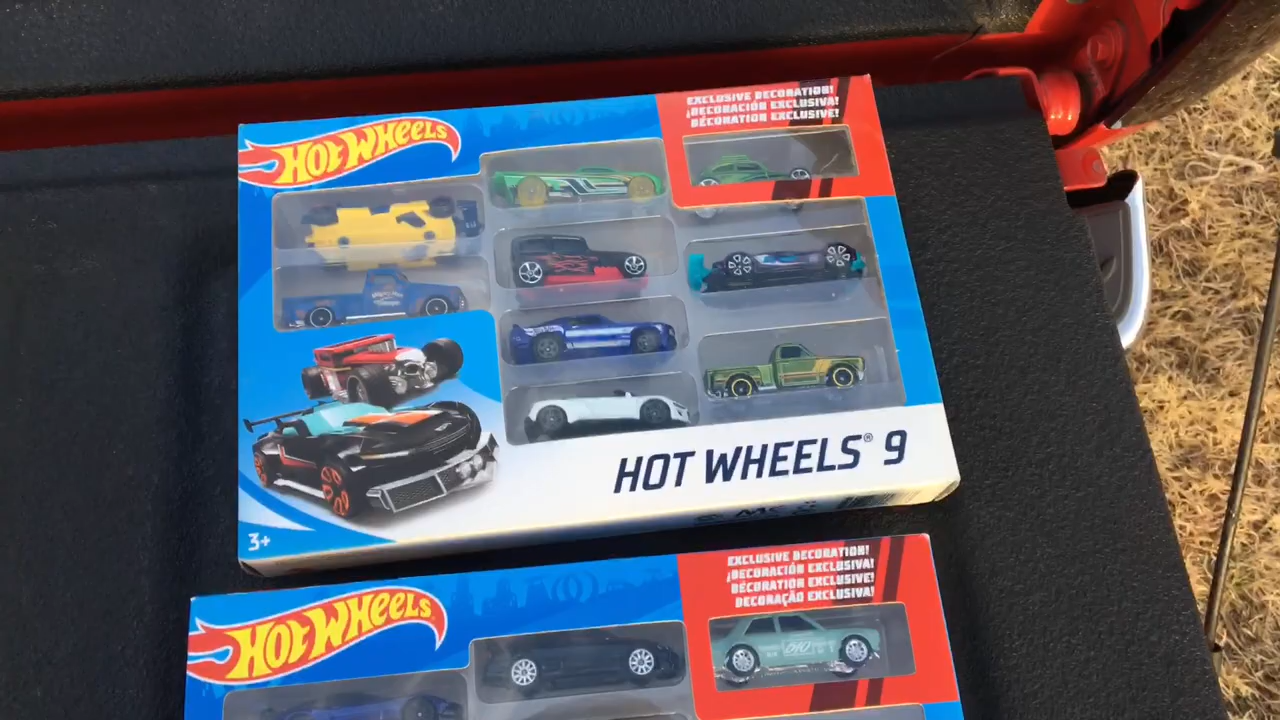 HOT WHEELS
EXCLUSIVE DECORATION!
¡DECORACIÓN EXCLUSIVA!
DÉCORATION EXCLUSIVE!
HOT WHEELS® 9
3+
HOT WHEELS
EXCLUSIVE DECORATION!
¡DECORACIÓN EXCLUSIVA!
DÉCORATION EXCLUSIVE!
DECORAÇÃO EXCLUSIVA!
510